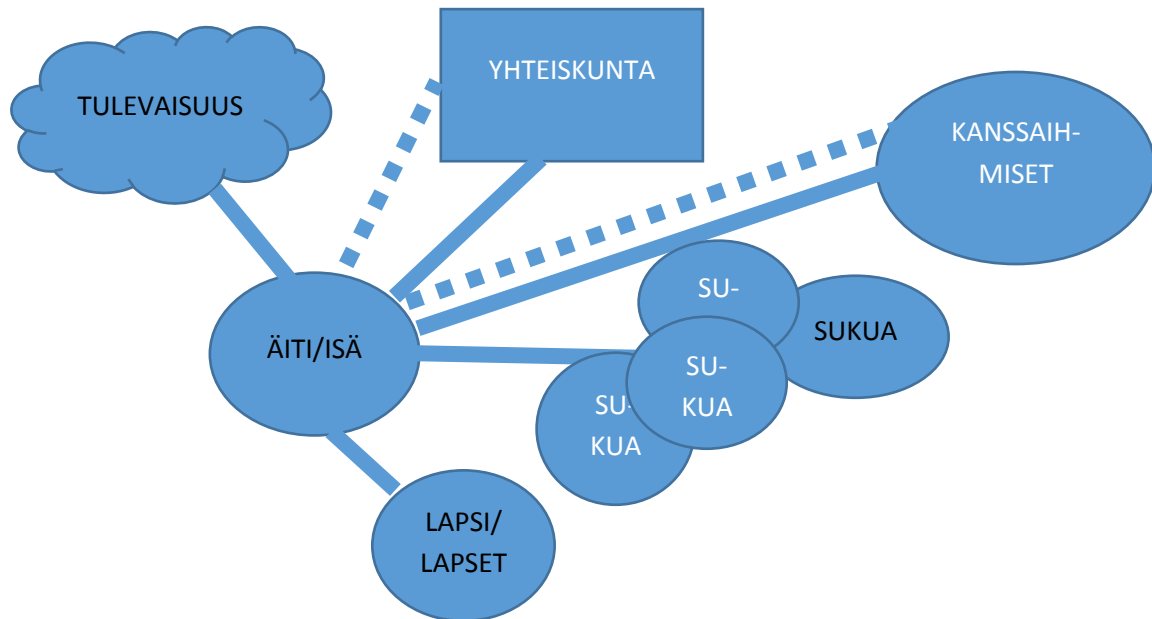 YHTEISKUNTA
TULEVAISUUS
KANSSAIH-
MISET
SU-
SUKUA
ÄITI/ISÄ
SU-
KUA
SU-
KUA
LAPSI/
LAPSET